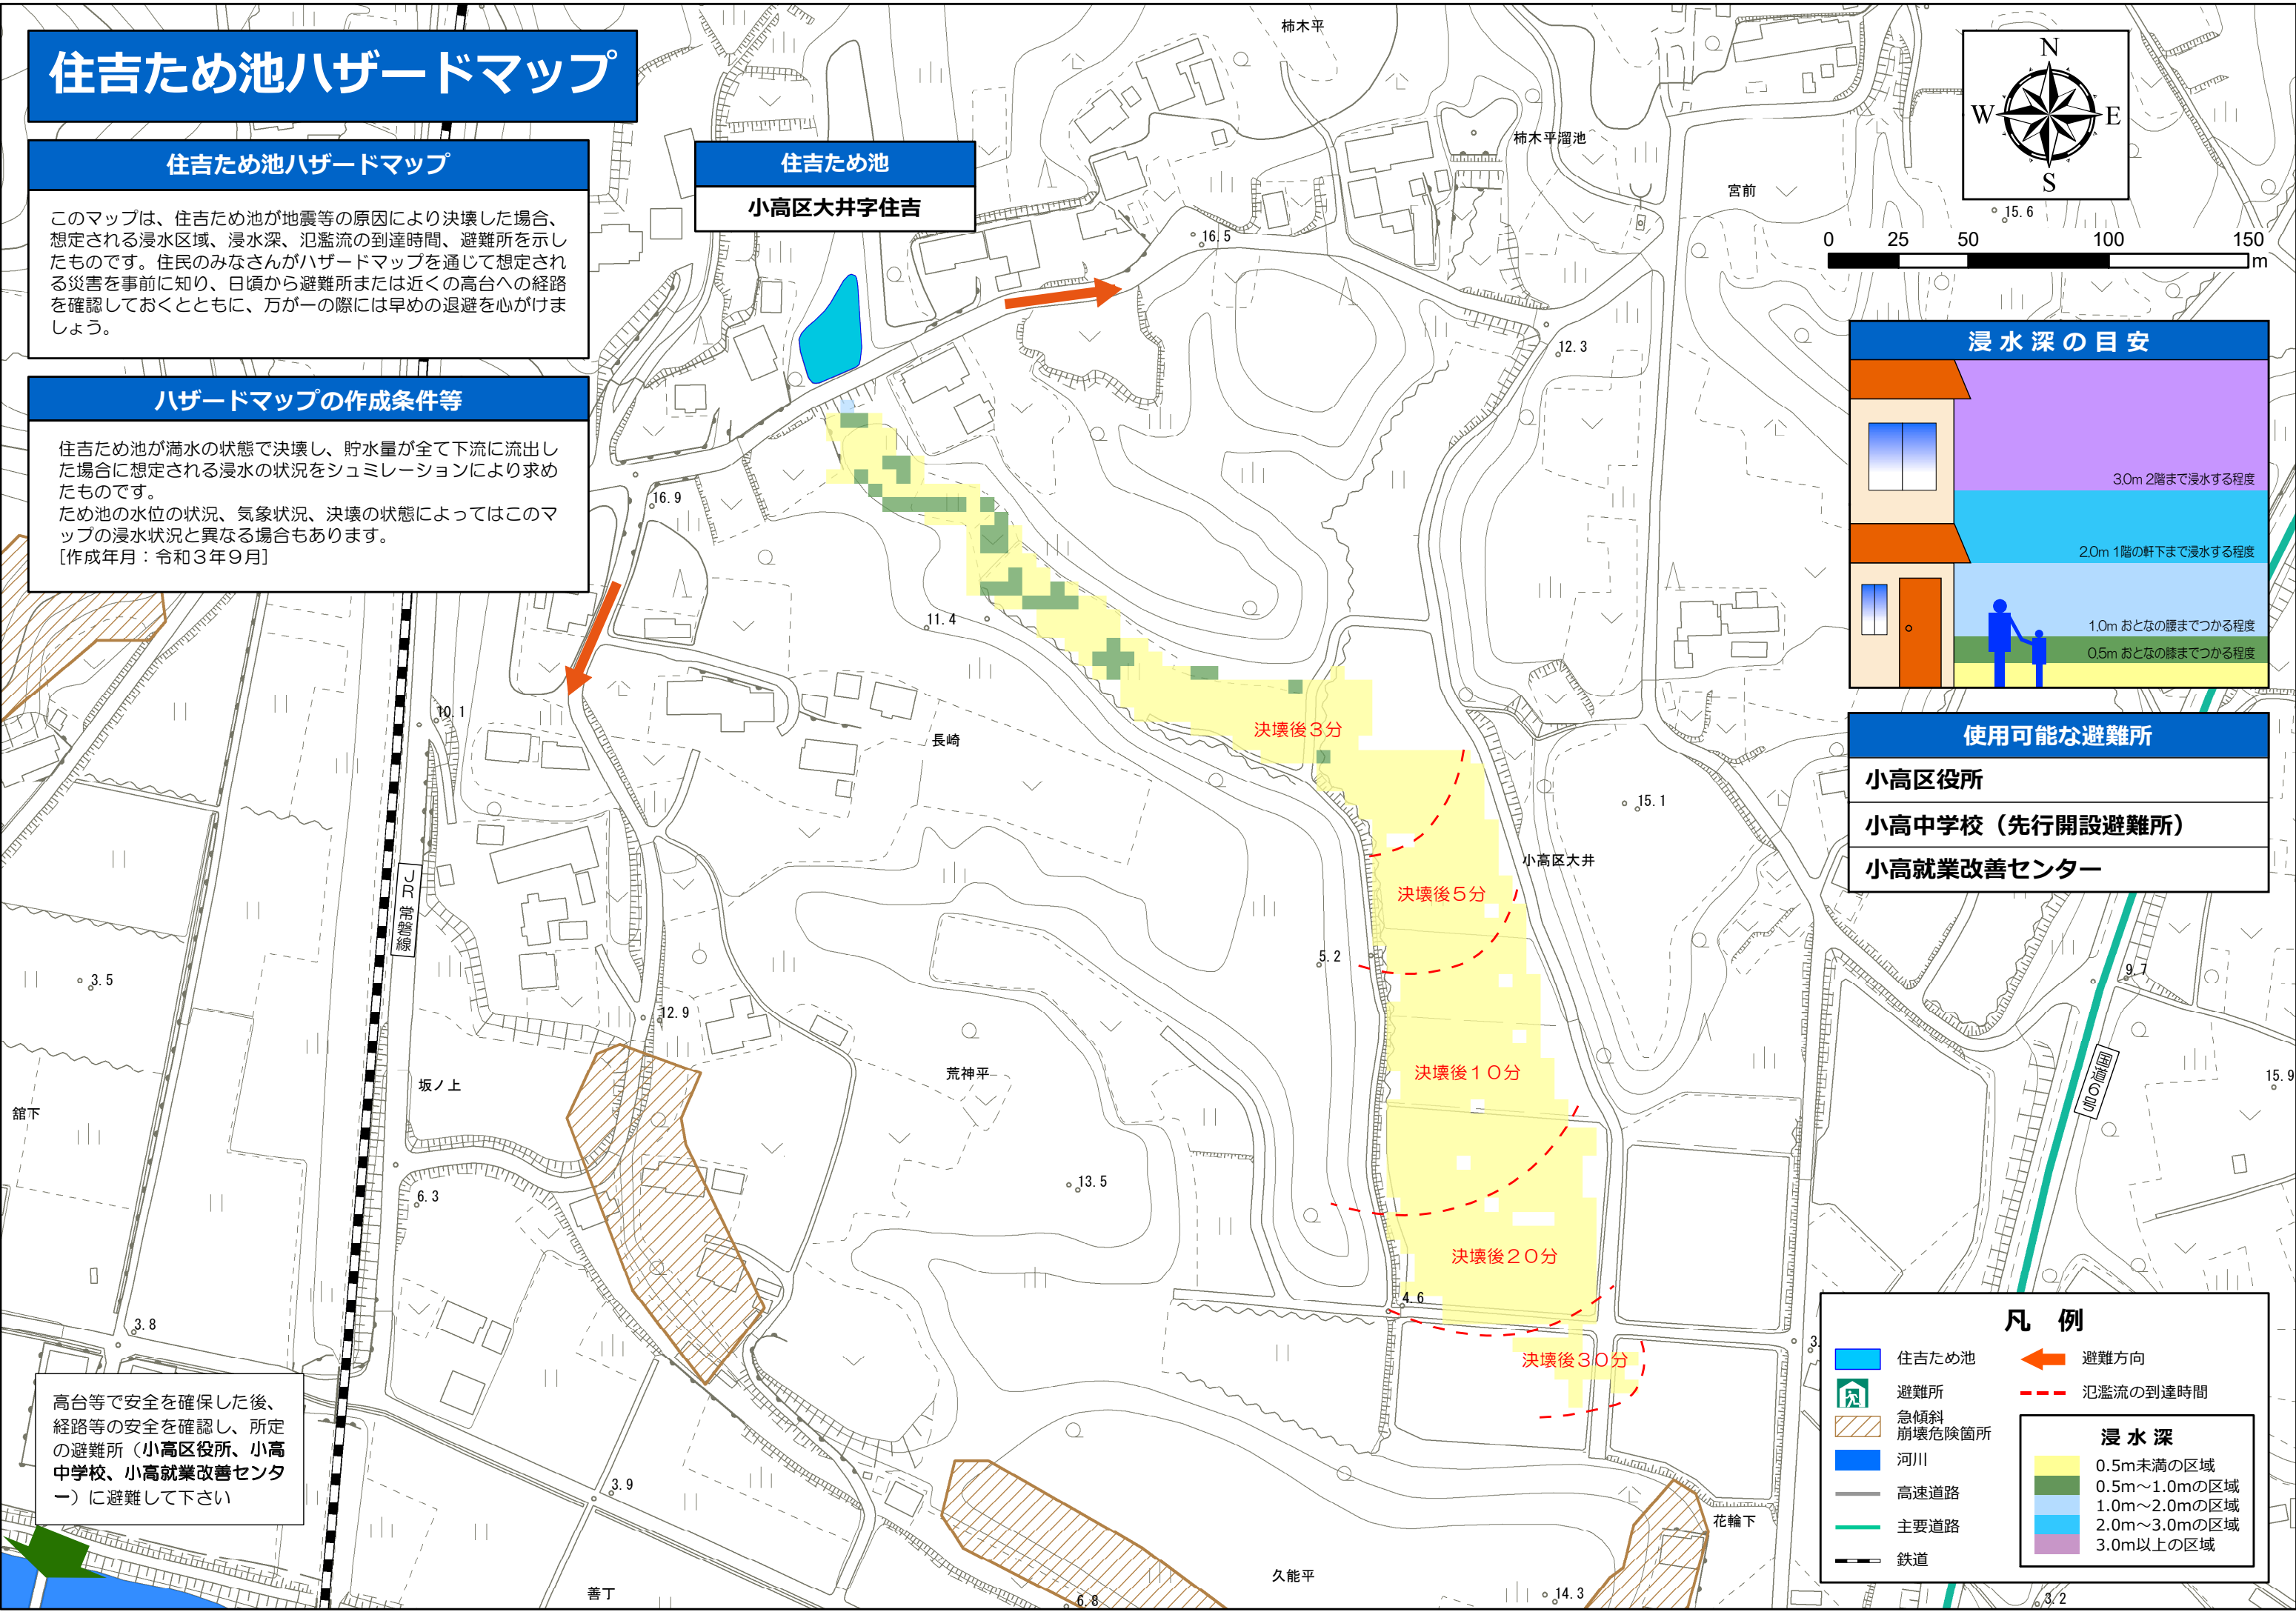 住吉ため池ハザードマップ
住吉ため池ハザードマップ
このマップは、住吉ため池が地震等の原因により決壊した場合、
想定される浸水区域、浸水深、氾濫流の到達時間、避難所を示し
たものです。住民のみなさんがハザードマップを通じて想定され
る災害を事前に知り、日頃から避難所または近くの高台への経路
を確認しておくとともに、万が一の際には早めの退避を心がけま
しょう。
ハザードマップの作成条件等
住吉ため池が満水の状態で決壊し、貯水量が全て下流に流出し
た場合に想定される浸水の状況をシュミレーションにより求め
たものです。
ため池の水位の状況、気象状況、決壊の状態によってはこのマ
ップの浸水状況と異なる場合もあります。
[作成年月：令和３年９月]
住吉ため池
小高区大井字住吉
柿木平
柿木平溜池
宮前
N
W
E
S
15.6
0 25 50 100 150
m
16.5
12.3
浸水深の目安
3.0m 2階まで浸水する程度
2.0m 1階の軒下まで浸水する程度
1.0m おとなの腰までつかる程度
0.5m おとなの膝までつかる程度
16.9
11.4
10.1
長崎
決壊後３分
使用可能な避難所
小高区役所
小高中学校（先行開設避難所）
小高就業改善センター
15.1
小高区大井
決壊後５分
JR 常磐線
5.2
3.5
9.7
12.9
決壊後１０分
荒神平
坂ノ上
舘下
国道6号
15.9
13.5
6.3
決壊後２０分
4.6
3.8
3.
決壊後３０分
高台等で安全を確保した後、
経路等の安全を確認し、所定
の避難所（小高区役所、小高
中学校、小高就業改善センタ
ー）に避難して下さい
3.9
善丁
6.8
久能平
14.3
花輪下
3.2
凡 例
住吉ため池
避難方向
避難所
氾濫流の到達時間
急傾斜
崩壊危険箇所
河川
高速道路
主要道路
鉄道
浸水深
0.5m未満の区域
0.5m～1.0mの区域
1.0m～2.0mの区域
2.0m～3.0mの区域
3.0m以上の区域